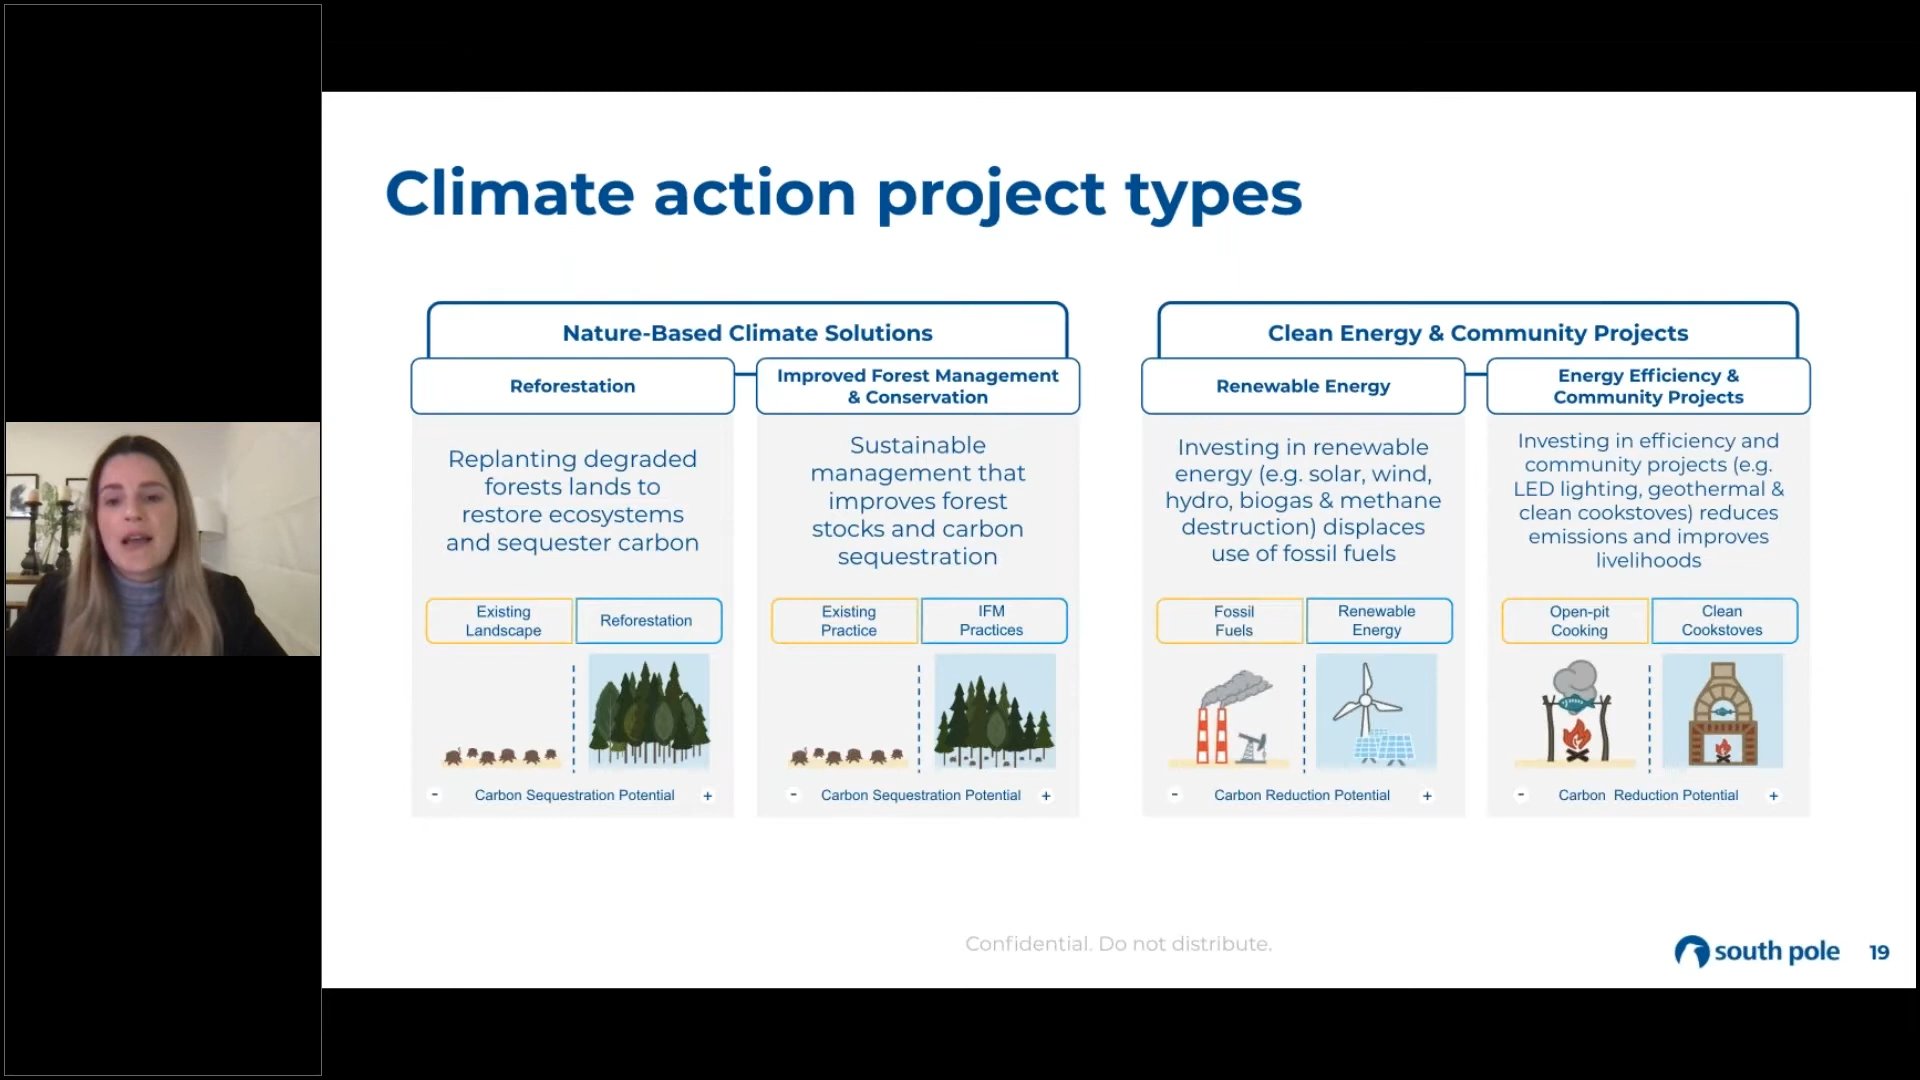 Climate action project types
Nature-Based Climate Solutions
Reforestation
Replanting degraded
forests lands to
restore ecosystems
and sequester carbon
Existing
Landscape
Reforestation
- Carbon Sequestration Potential +
Improved Forest Management
& Conservation
Sustainable
management that
improves forest
stocks and carbon
sequestration
Existing
Practice
IFM
Practices
- Carbon Sequestration Potential +
Clean Energy & Community Projects
Renewable Energy
Investing in renewable
energy (e.g. solar, wind,
hydro, biogas & methane
destruction) displaces
use of fossil fuels
Fossil
Fuels
Renewable
Energy
- Carbon Reduction Potential +
Energy Efficiency &
Community Projects
Investing in efficiency and
community projects (e.g.
LED lighting, geothermal &
clean cookstoves) reduces
emissions and improves
livelihoods
Open-pit
Cooking
Clean
Cookstoves
- Carbon Reduction Potential +
Confidential. Do not distribute.
south pole
19